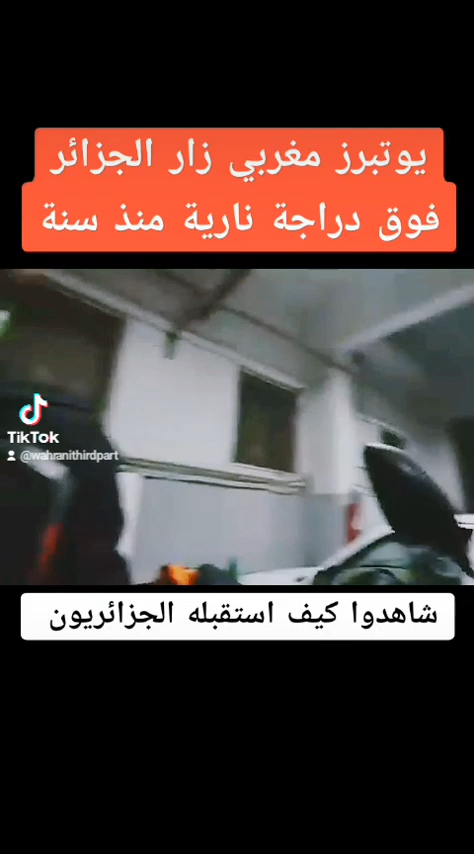 يوتبرز مغربي زار الجزائر
فوق دراجة نارية منذ سنة
TikTok
@wahranithirdpart
شاهدوا كيف استقبله الجزائريون